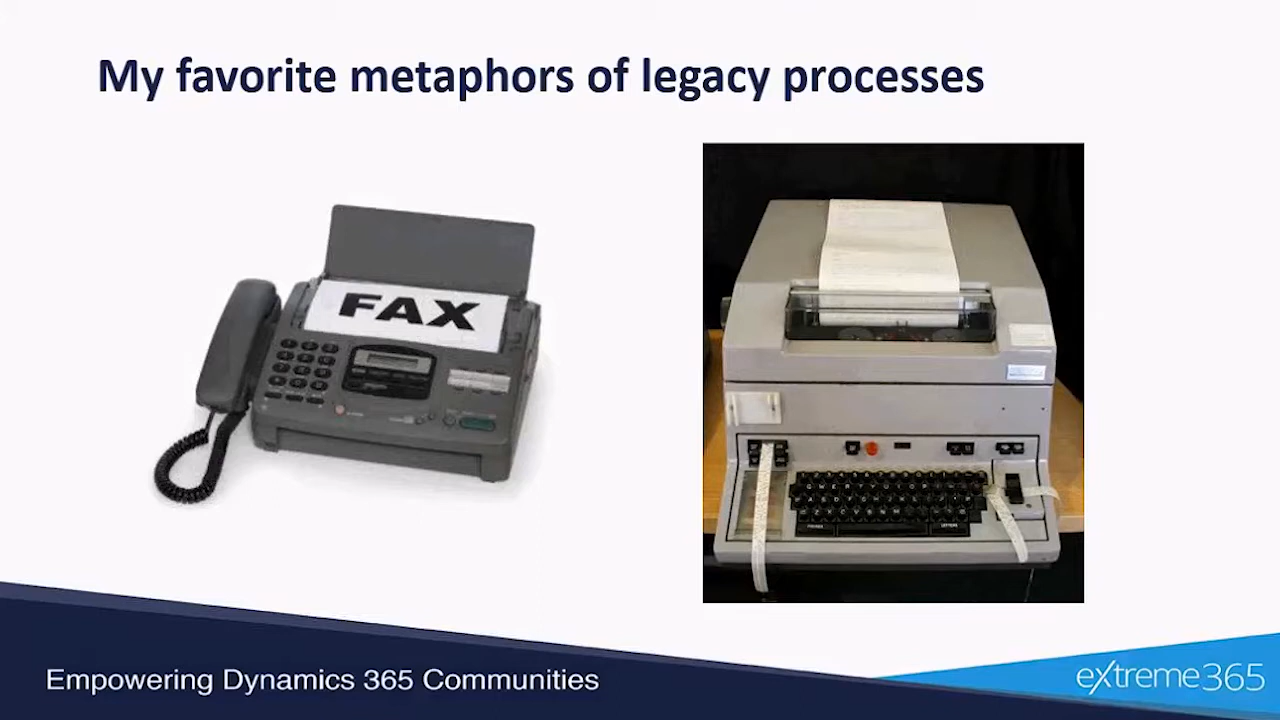 My favorite metaphors of legacy processes
FAX
Empowering Dynamics 365 Communities
eXtreme365